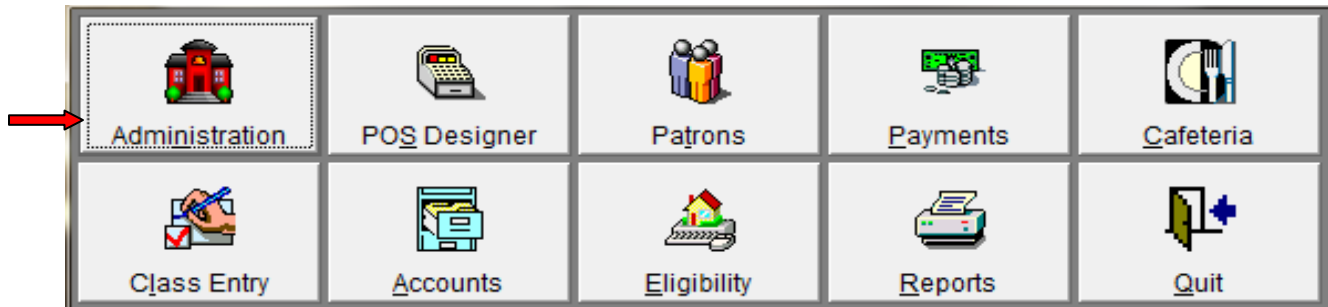 Administration POS Designer Patrons Payments Cafeteria
Class Entry Accounts Eligibility Reports Quit